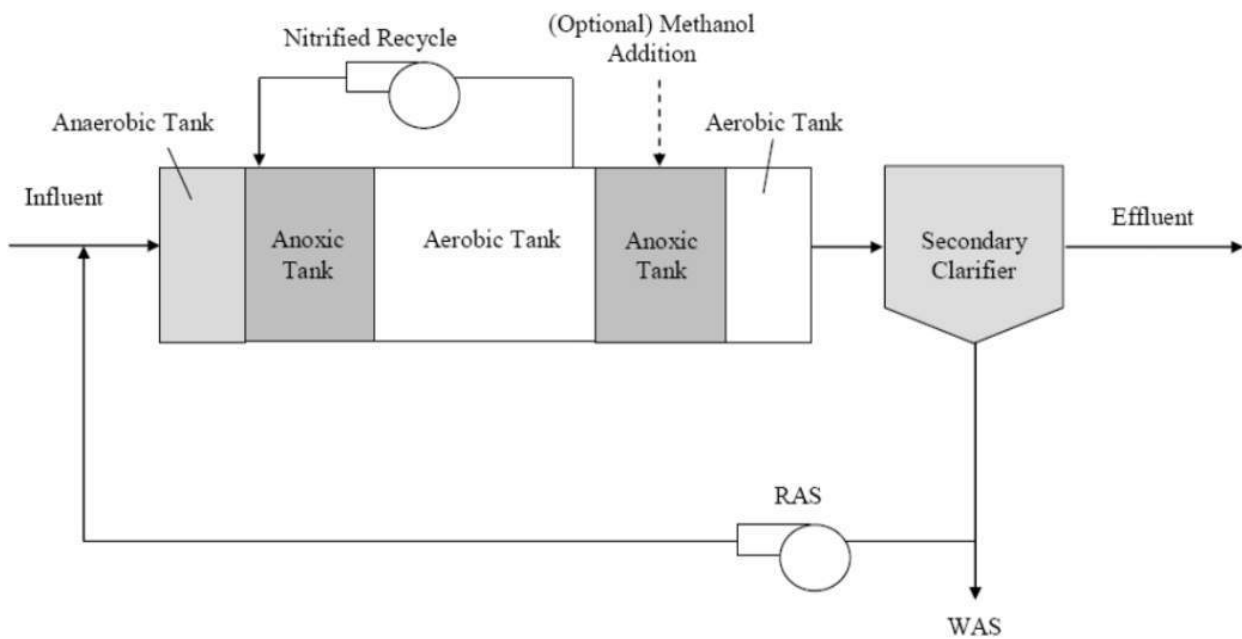 Nitrified Recycle
(Optional) Methanol
Addition
Anaerobic Tank
Aerobic Tank
Influent
Anoxic
Tank
Aerobic Tank
Anoxic
Tank
Secondary
Clarifier
Effluent
RAS
WAS